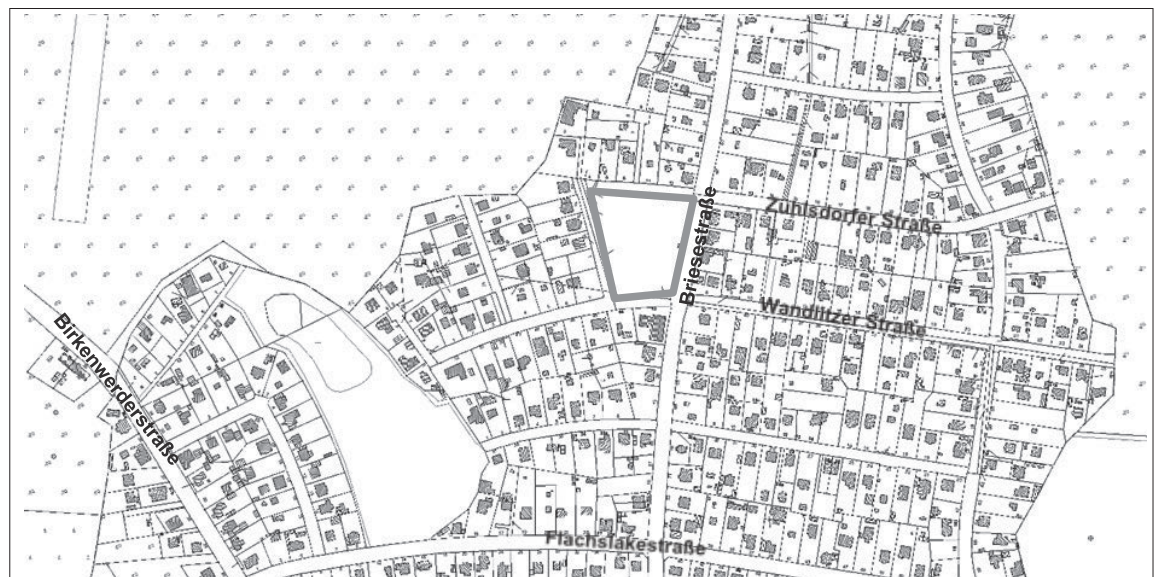 Zühlsdorfer Straße
Briesestraße
Wandlitzer Straße
Birkenwerderstraße
Flachslakestraße